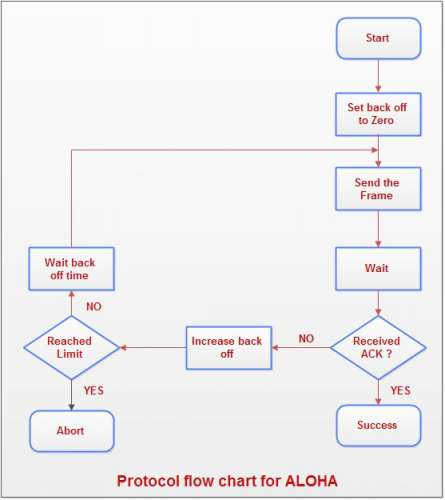 Start
Set back off
to Zero
Send the
Frame
Wait
Wait back
off time
NO
Reached
Limit
Increase back
off
NO
Received
ACK ?
YES
YES
Abort
Success
Protocol flow chart for ALOHA